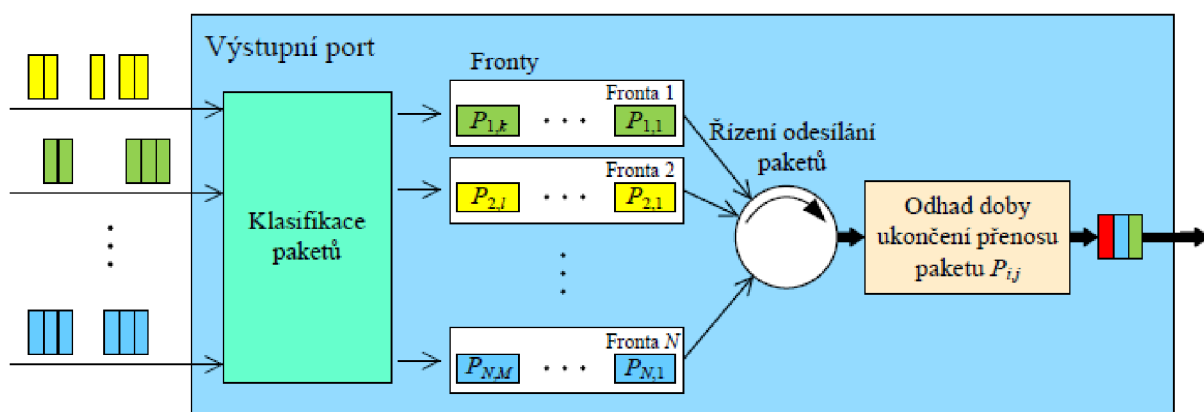 Výstupní port
Fronty
Klasifikace
paketů
Fronta 1
P1,k . . . P1,1
Fronta 2
P2,l . . . P2,1
Fronta N
PN,M . . . PN,1
Řízení odesílání
paketů
Odhad doby
ukončení přenosu
paketu Pi,j